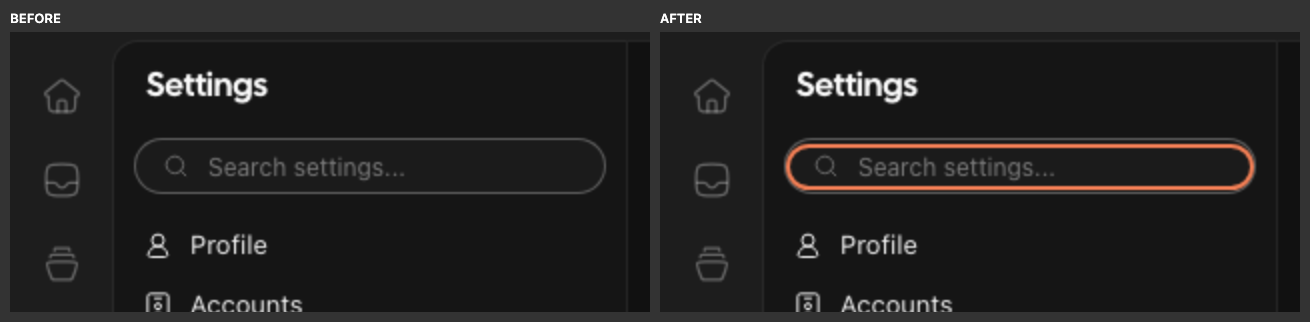 BEFORE
Settings
Search settings...
Profile
Accounts
AFTER
Settings
Search settings...
Profile
Accounts